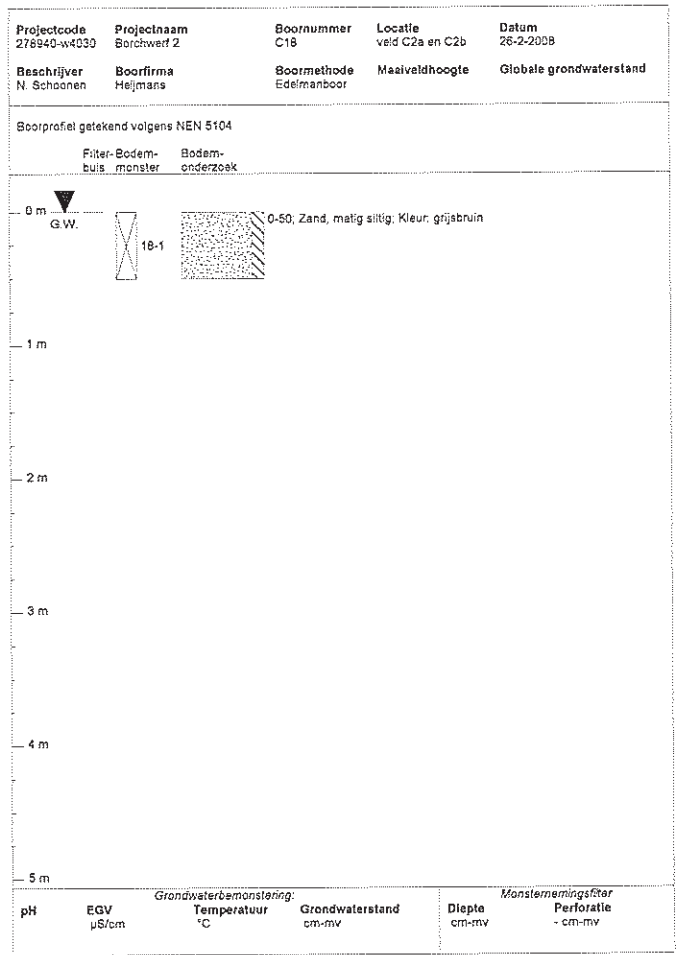 Projectcode Projectnaam Boornummer Locatie Datum
278940-w4030 Borchwerf 2 C18 veld C2a en C2b 26-2-2008
Beschrijver Boorfirma Boormethode Maaiveldhoogte Globale grondwaterstand
N. Schoonen Heijmans Edelmanboor
Boorprofiel getekend volgens NEN 5104
Filter- Bodem- Bodem-
buis monster onderzoek
0 m
G.W.
0-50; Zand, matig siltig; Kleur: grijsbruin
18-1
1 m
2 m
3 m
4 m
5 m
Grondwaterbemonstering: Monsternemingsfilter
pH EGV Temperatuur Grondwaterstand Diepte Perforatie
µS/cm °C cm-mv cm-mv - cm-mv